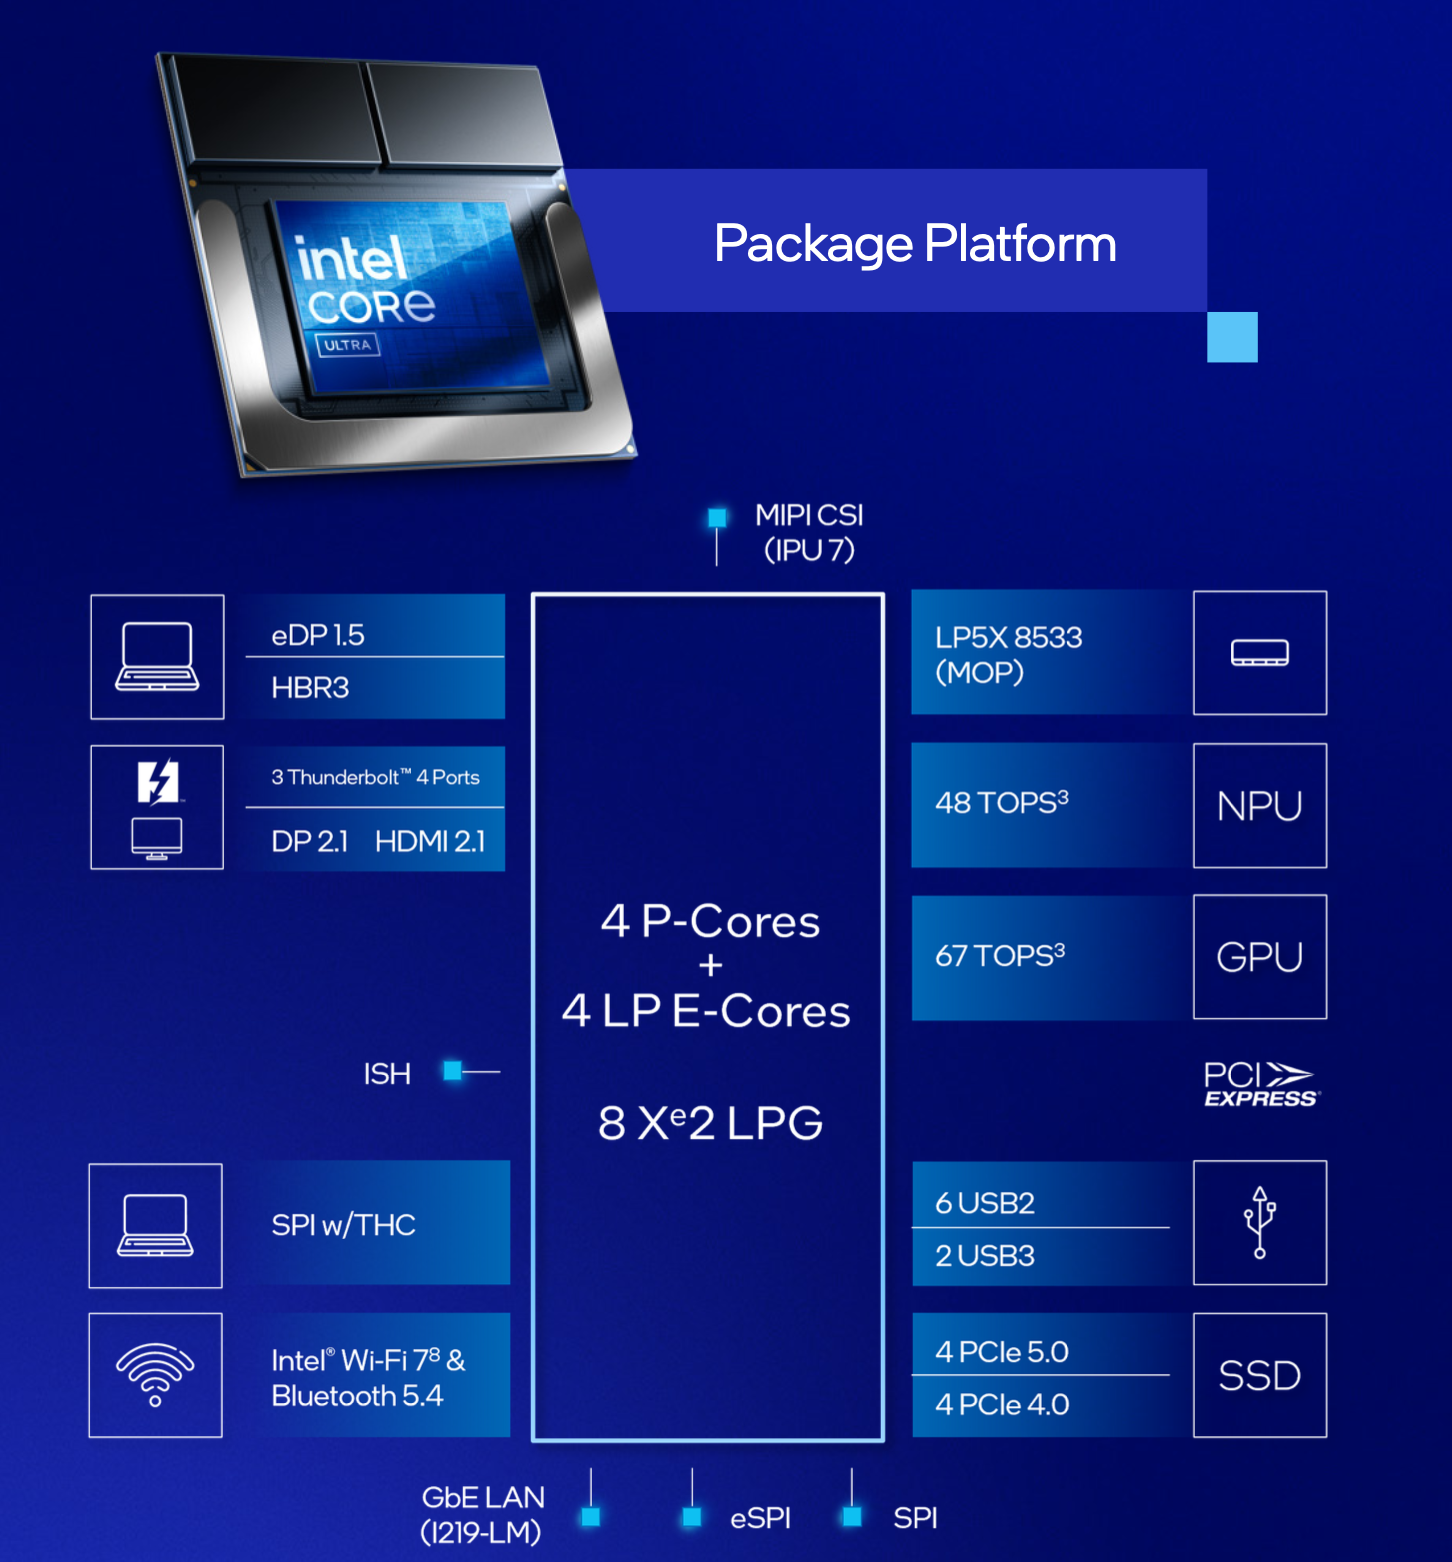 intel
CORe
ULTRA
Package Platform
MIPI CSI
(IPU 7)
eDP 1.5
HBR3
3 Thunderbolt™ 4 Ports
DP 2.1 HDMI 2.1
ISH
SPI w/THC
Intel® Wi-Fi 7⁸ &
Bluetooth 5.4
4 P-Cores
+
4 LP E-Cores
8 Xᵉ2 LPG
LP5X 8533
(MOP)
48 TOPS³
NPU
67 TOPS³
GPU
PCI
EXPRESS®
6 USB2
2 USB3
4 PCIe 5.0
4 PCIe 4.0
SSD
GbE LAN
(I219-LM)
eSPI
SPI